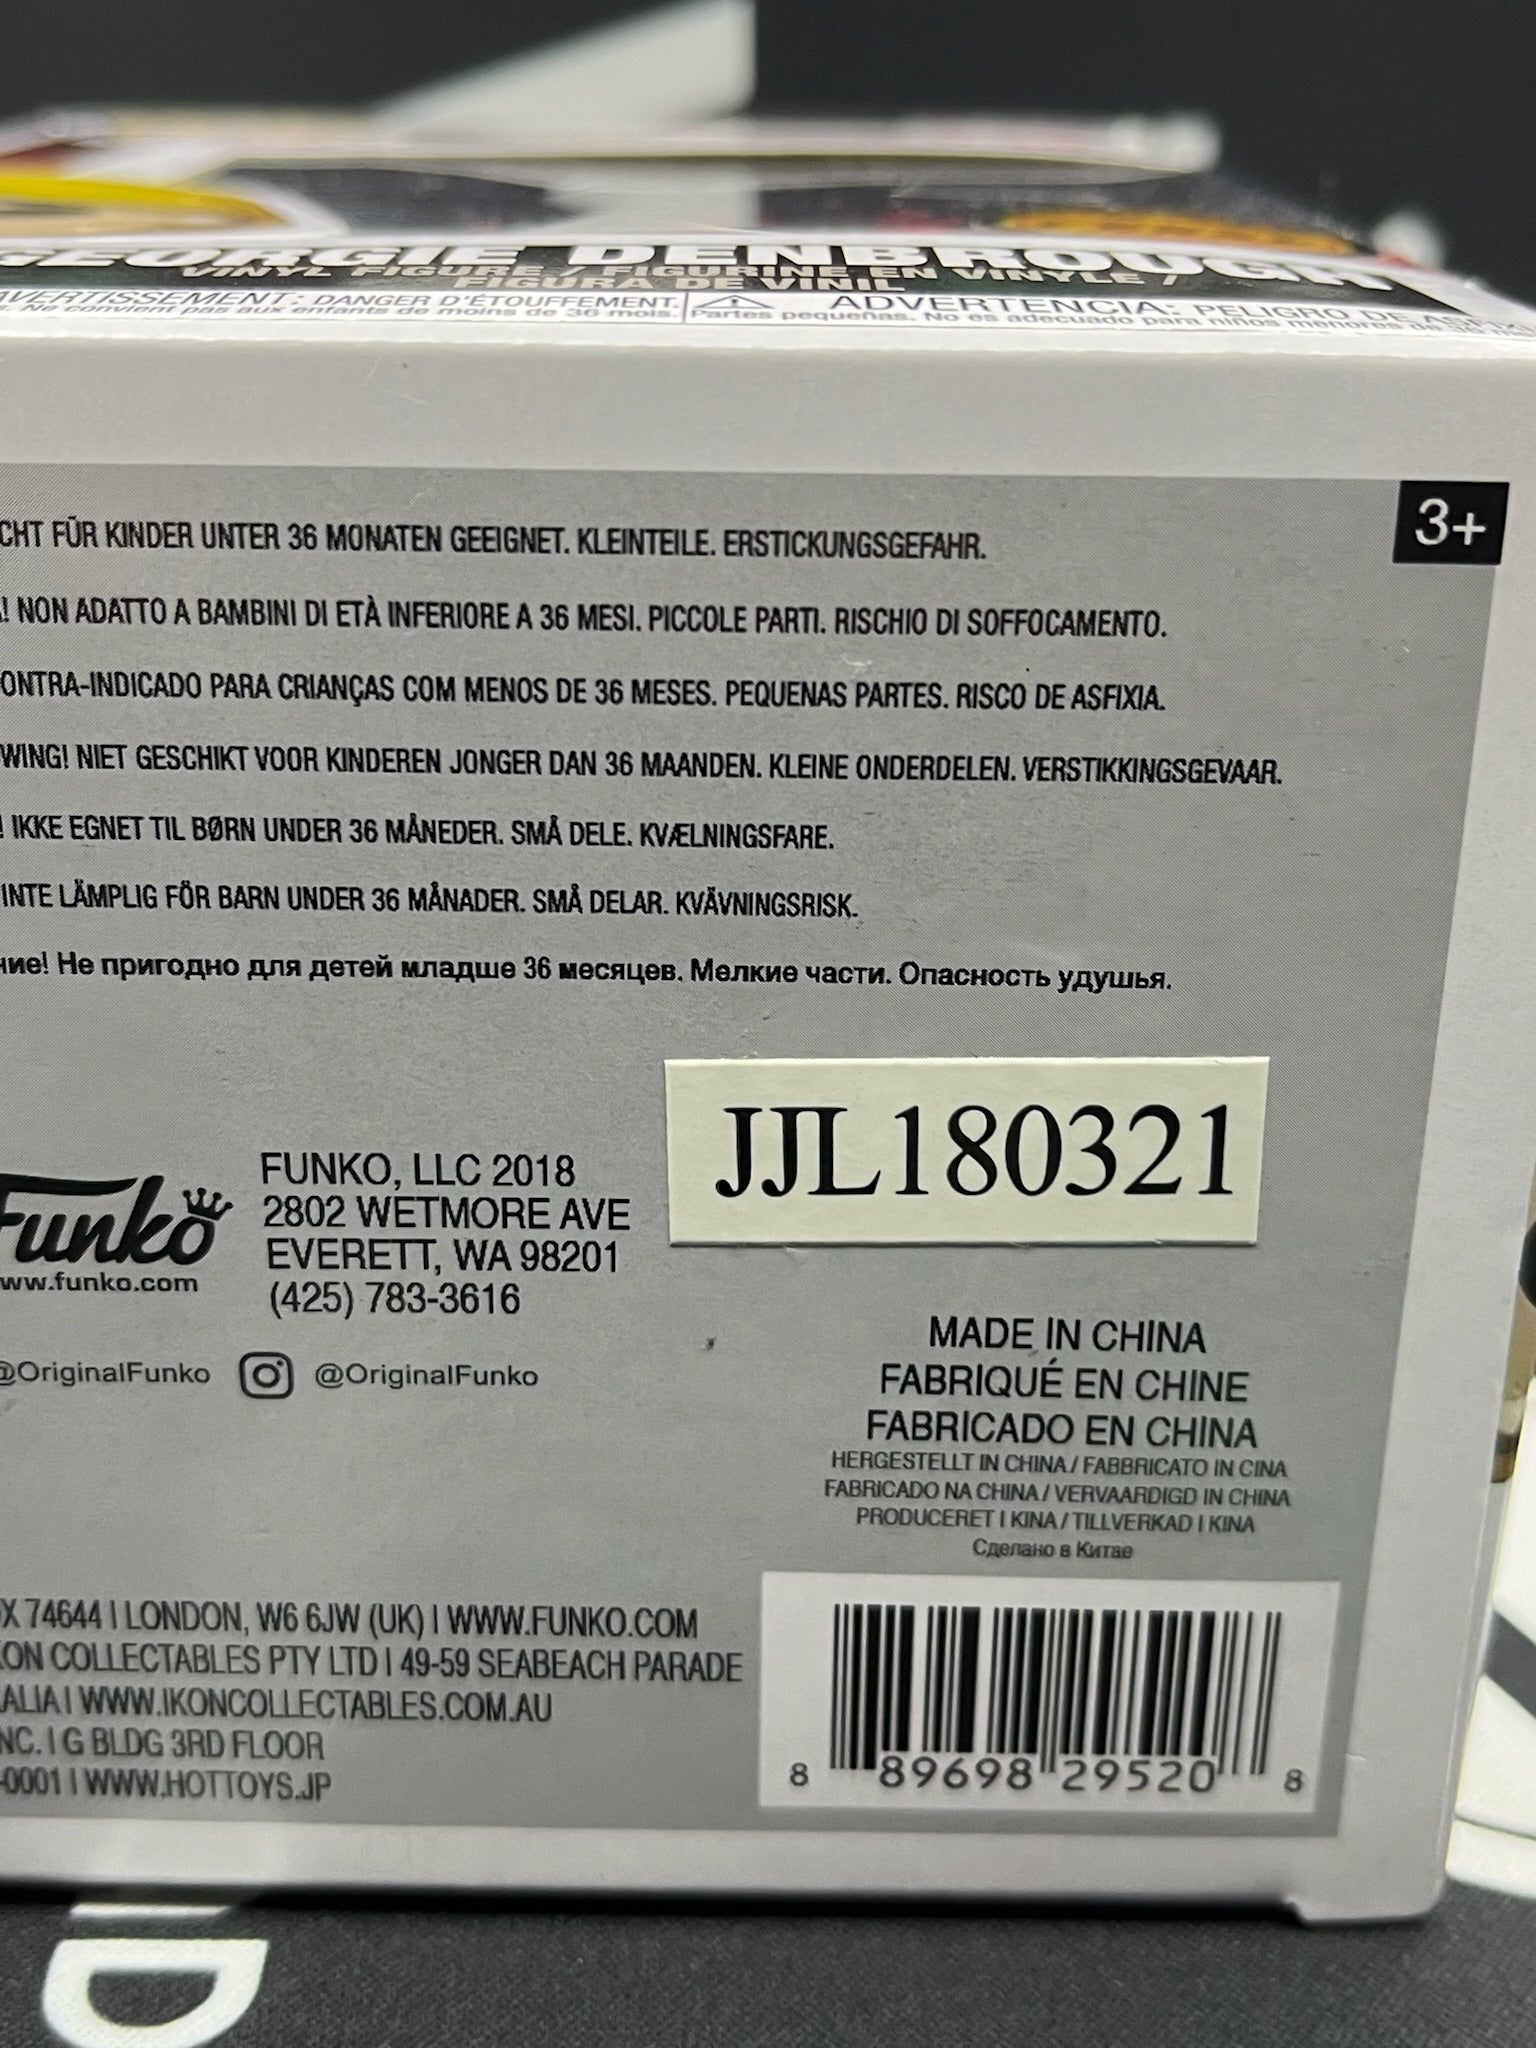 GEORGIE DENBROUGH
VINYL FIGURE / FIGURINE EN VINYLE /
FIGURA DE VINIL
AVERTISSEMENT: DANGER D'ÉTOUFFEMENT.
Ne convient pas aux enfants de moins de 36 mois.
ADVERTENCIA: PELIGRO DE
Partes pequeñas. No es adecuado para niños menores de 36
3+
CHT FÜR KINDER UNTER 36 MONATEN GEEIGNET. KLEINTEILE. ERSTICKUNGSGEFAHR.
! NON ADATTO A BAMBINI DI ETÀ INFERIORE A 36 MESI. PICCOLE PARTI. RISCHIO DI SOFFOCAMENTO.
ONTRA-INDICADO PARA CRIANÇAS COM MENOS DE 36 MESES. PEQUENAS PARTES. RISCO DE ASFIXIA.
WING! NIET GESCHIKT VOOR KINDEREN JONGER DAN 36 MAANDEN. KLEINE ONDERDELEN. VERSTIKKINGSGEVAAR.
! IKKE EGNET TIL BØRN UNDER 36 MÅNEDER. SMÅ DELE. KVÆLNINGSFARE.
INTE LÄMPLIG FÖR BARN UNDER 36 MÅNADER. SMÅ DELAR. KVÄVNINGSRISK.
ние! Не пригодно для детей младше 36 месяцев. Мелкие части. Опасность удушья.
JJL180321
Funko
ww.funko.com
FUNKO, LLC 2018
2802 WETMORE AVE
EVERETT, WA 98201
(425) 783-3616
@OriginalFunko @OriginalFunko
MADE IN CHINA
FABRIQUÉ EN CHINE
FABRICADO EN CHINA
HERGESTELLT IN CHINA / FABBRICATO IN CINA
FABRICADO NA CHINA / VERVAARDIGD IN CHINA
PRODUCERET I KINA / TILLVERKAD I KINA
Сделано в Китае
X 74644 | LONDON, W6 6JW (UK) | WWW.FUNKO.COM
KON COLLECTABLES PTY LTD | 49-59 SEABEACH PARADE
ALIA | WWW.IKONCOLLECTABLES.COM.AU
NC. | G BLDG 3RD FLOOR
-0001 | WWW.HOTTOYS.JP
8 89698 29520 8
D